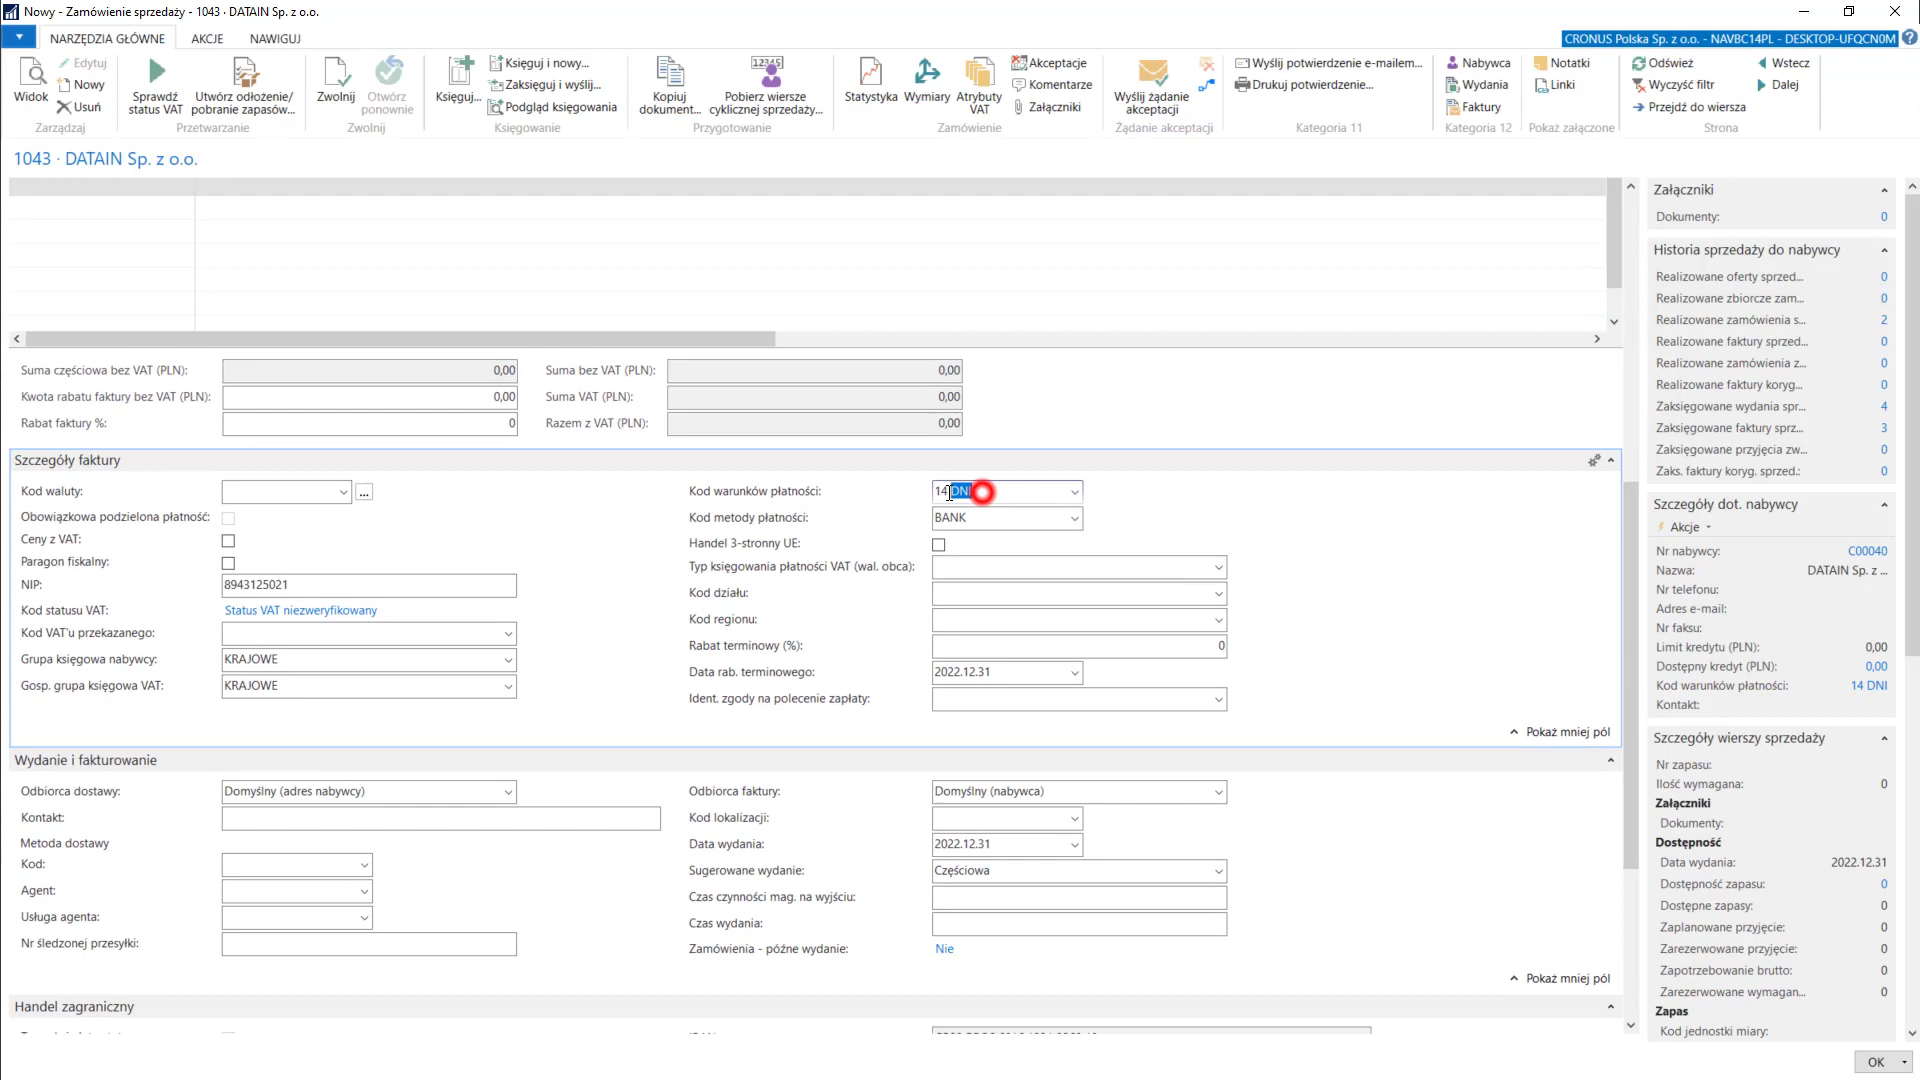 Nowy - Zamówienie sprzedaży - 1043 · DATAIN Sp. z o.o.
NARZĘDZIA GŁÓWNE AKCJE NAWIGUJ
CRONUS Polska Sp. z o.o. - NAVBC14PL - DESKTOP-UFQCN0M
Widok
Edytuj
Nowy
Usuń
Zarządzaj
Sprawdź status VAT
Utwórz odłożenie/ pobranie zapasów...
Przetwarzanie
Zwolnij
Otwórz ponownie
Zwolnij
Księguj...
Księguj i nowy...
Zaksięguj i wyślij...
Podgląd księgowania
Księgowanie
Kopiuj dokument...
12345
Pobierz wiersze cyklicznej sprzedaży...
Przygotowanie
Statystyka
Wymiary
Atrybuty VAT
Akceptacje
Komentarze
Załączniki
Zamówienie
Wyślij żądanie akceptacji
Żądanie akceptacji
Wyślij potwierdzenie e-mailem...
Drukuj potwierdzenie...
Kategoria 11
Nabywca
Wydania
Faktury
Kategoria 12
Notatki
Linki
Pokaż załączone
Odśwież
Wyczyść filtr
Przejdź do wiersza
Wstecz
Dalej
Strona
1043 · DATAIN Sp. z o.o.
Suma częściowa bez VAT (PLN): 0,00
Suma bez VAT (PLN): 0,00
Kwota rabatu faktury bez VAT (PLN): 0,00
Suma VAT (PLN): 0,00
Rabat faktury %: 0
Razem z VAT (PLN): 0,00
Szczegóły faktury
Kod waluty: ...
Obowiązkowa podzielona płatność:
Ceny z VAT:
Paragon fiskalny:
NIP: 8943125021
Kod statusu VAT: Status VAT niezweryfikowany
Kod VAT'u przekazanego:
Grupa księgowa nabywcy: KRAJOWE
Gosp. grupa księgowa VAT: KRAJOWE
Kod warunków płatności: 14 DNI
Kod metody płatności: BANK
Handel 3-stronny UE:
Typ księgowania płatności VAT (wal. obca):
Kod działu:
Kod regionu:
Rabat terminowy (%): 0
Data rab. terminowego: 2022.12.31
Ident. zgody na polecenie zapłaty:
Pokaż mniej pól
Wydanie i fakturowanie
Odbiorca dostawy: Domyślny (adres nabywcy)
Kontakt:
Metoda dostawy
Kod:
Agent:
Usługa agenta:
Nr śledzonej przesyłki:
Odbiorca faktury: Domyślny (nabywca)
Kod lokalizacji:
Data wydania: 2022.12.31
Sugerowane wydanie: Częściowa
Czas czynności mag. na wyjściu:
Czas wydania:
Zamówienia - późne wydanie: Nie
Pokaż mniej pól
Handel zagraniczny
Załączniki
Dokumenty: 0
Historia sprzedaży do nabywcy
Realizowane oferty sprzed... 0
Realizowane zbiorcze zam... 0
Realizowane zamówienia s... 2
Realizowane faktury sprzed... 0
Realizowane zamówienia z... 0
Realizowane faktury koryg... 0
Zaksięgowane wydania spr... 4
Zaksięgowane faktury sprz... 3
Zaksięgowane przyjęcia zw... 0
Zaks. faktury koryg. sprzed.: 0
Szczegóły dot. nabywcy
Akcje
Nr nabywcy: C00040
Nazwa: DATAIN Sp. z ...
Nr telefonu:
Adres e-mail:
Nr faksu:
Limit kredytu (PLN): 0,00
Dostępny kredyt (PLN): 0,00
Kod warunków płatności: 14 DNI
Kontakt:
Szczegóły wierszy sprzedaży
Nr zapasu:
Ilość wymagana: 0
Załączniki
Dokumenty:
Dostępność
Data wydania: 2022.12.31
Dostępność zapasu: 0
Dostępne zapasy: 0
Zaplanowane przyjęcie: 0
Zarezerwowane przyjęcie: 0
Zapotrzebowanie brutto: 0
Zarezerwowane wymagan... 0
Zapas
Kod jednostki miary:
OK